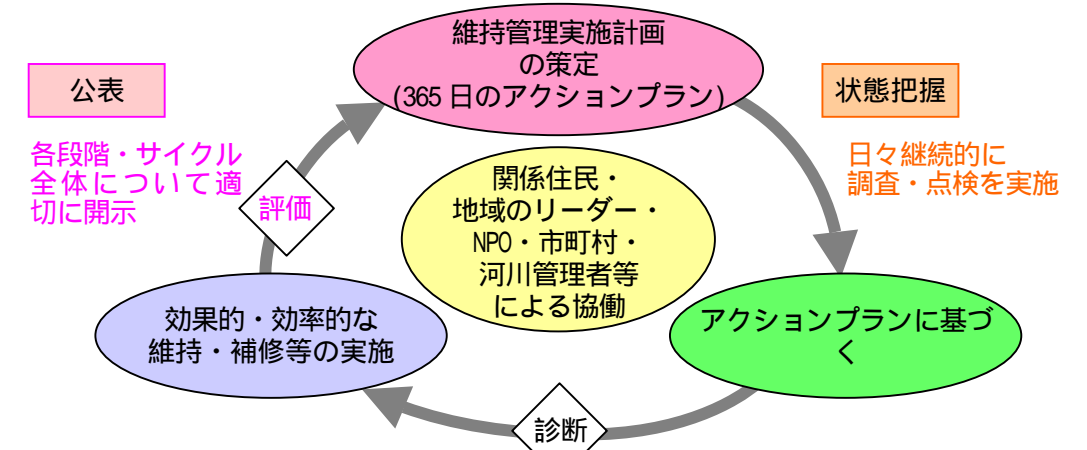 維持管理実施計画
の策定
(365日のアクションプラン)
公表
状態把握
各段階・サイクル
全体について適
切に開示
日々継続的に
調査・点検を実施
評価
関係住民・
地域のリーダー・
NPO・市町村・
河川管理者等
による協働
効果的・効率的な
維持・補修等の実施
アクションプランに基づ
く
診断